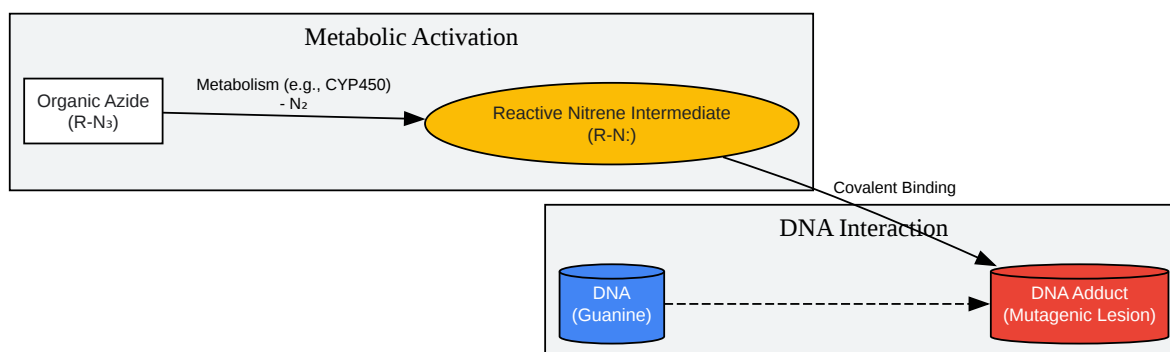 Metabolic Activation
Organic Azide
(R-N₃)
Metabolism (e.g., CYP450)
- N₂
Reactive Nitrene Intermediate
(R-N:)
Covalent Binding
DNA Interaction
DNA
(Guanine)
DNA Adduct
(Mutagenic Lesion)